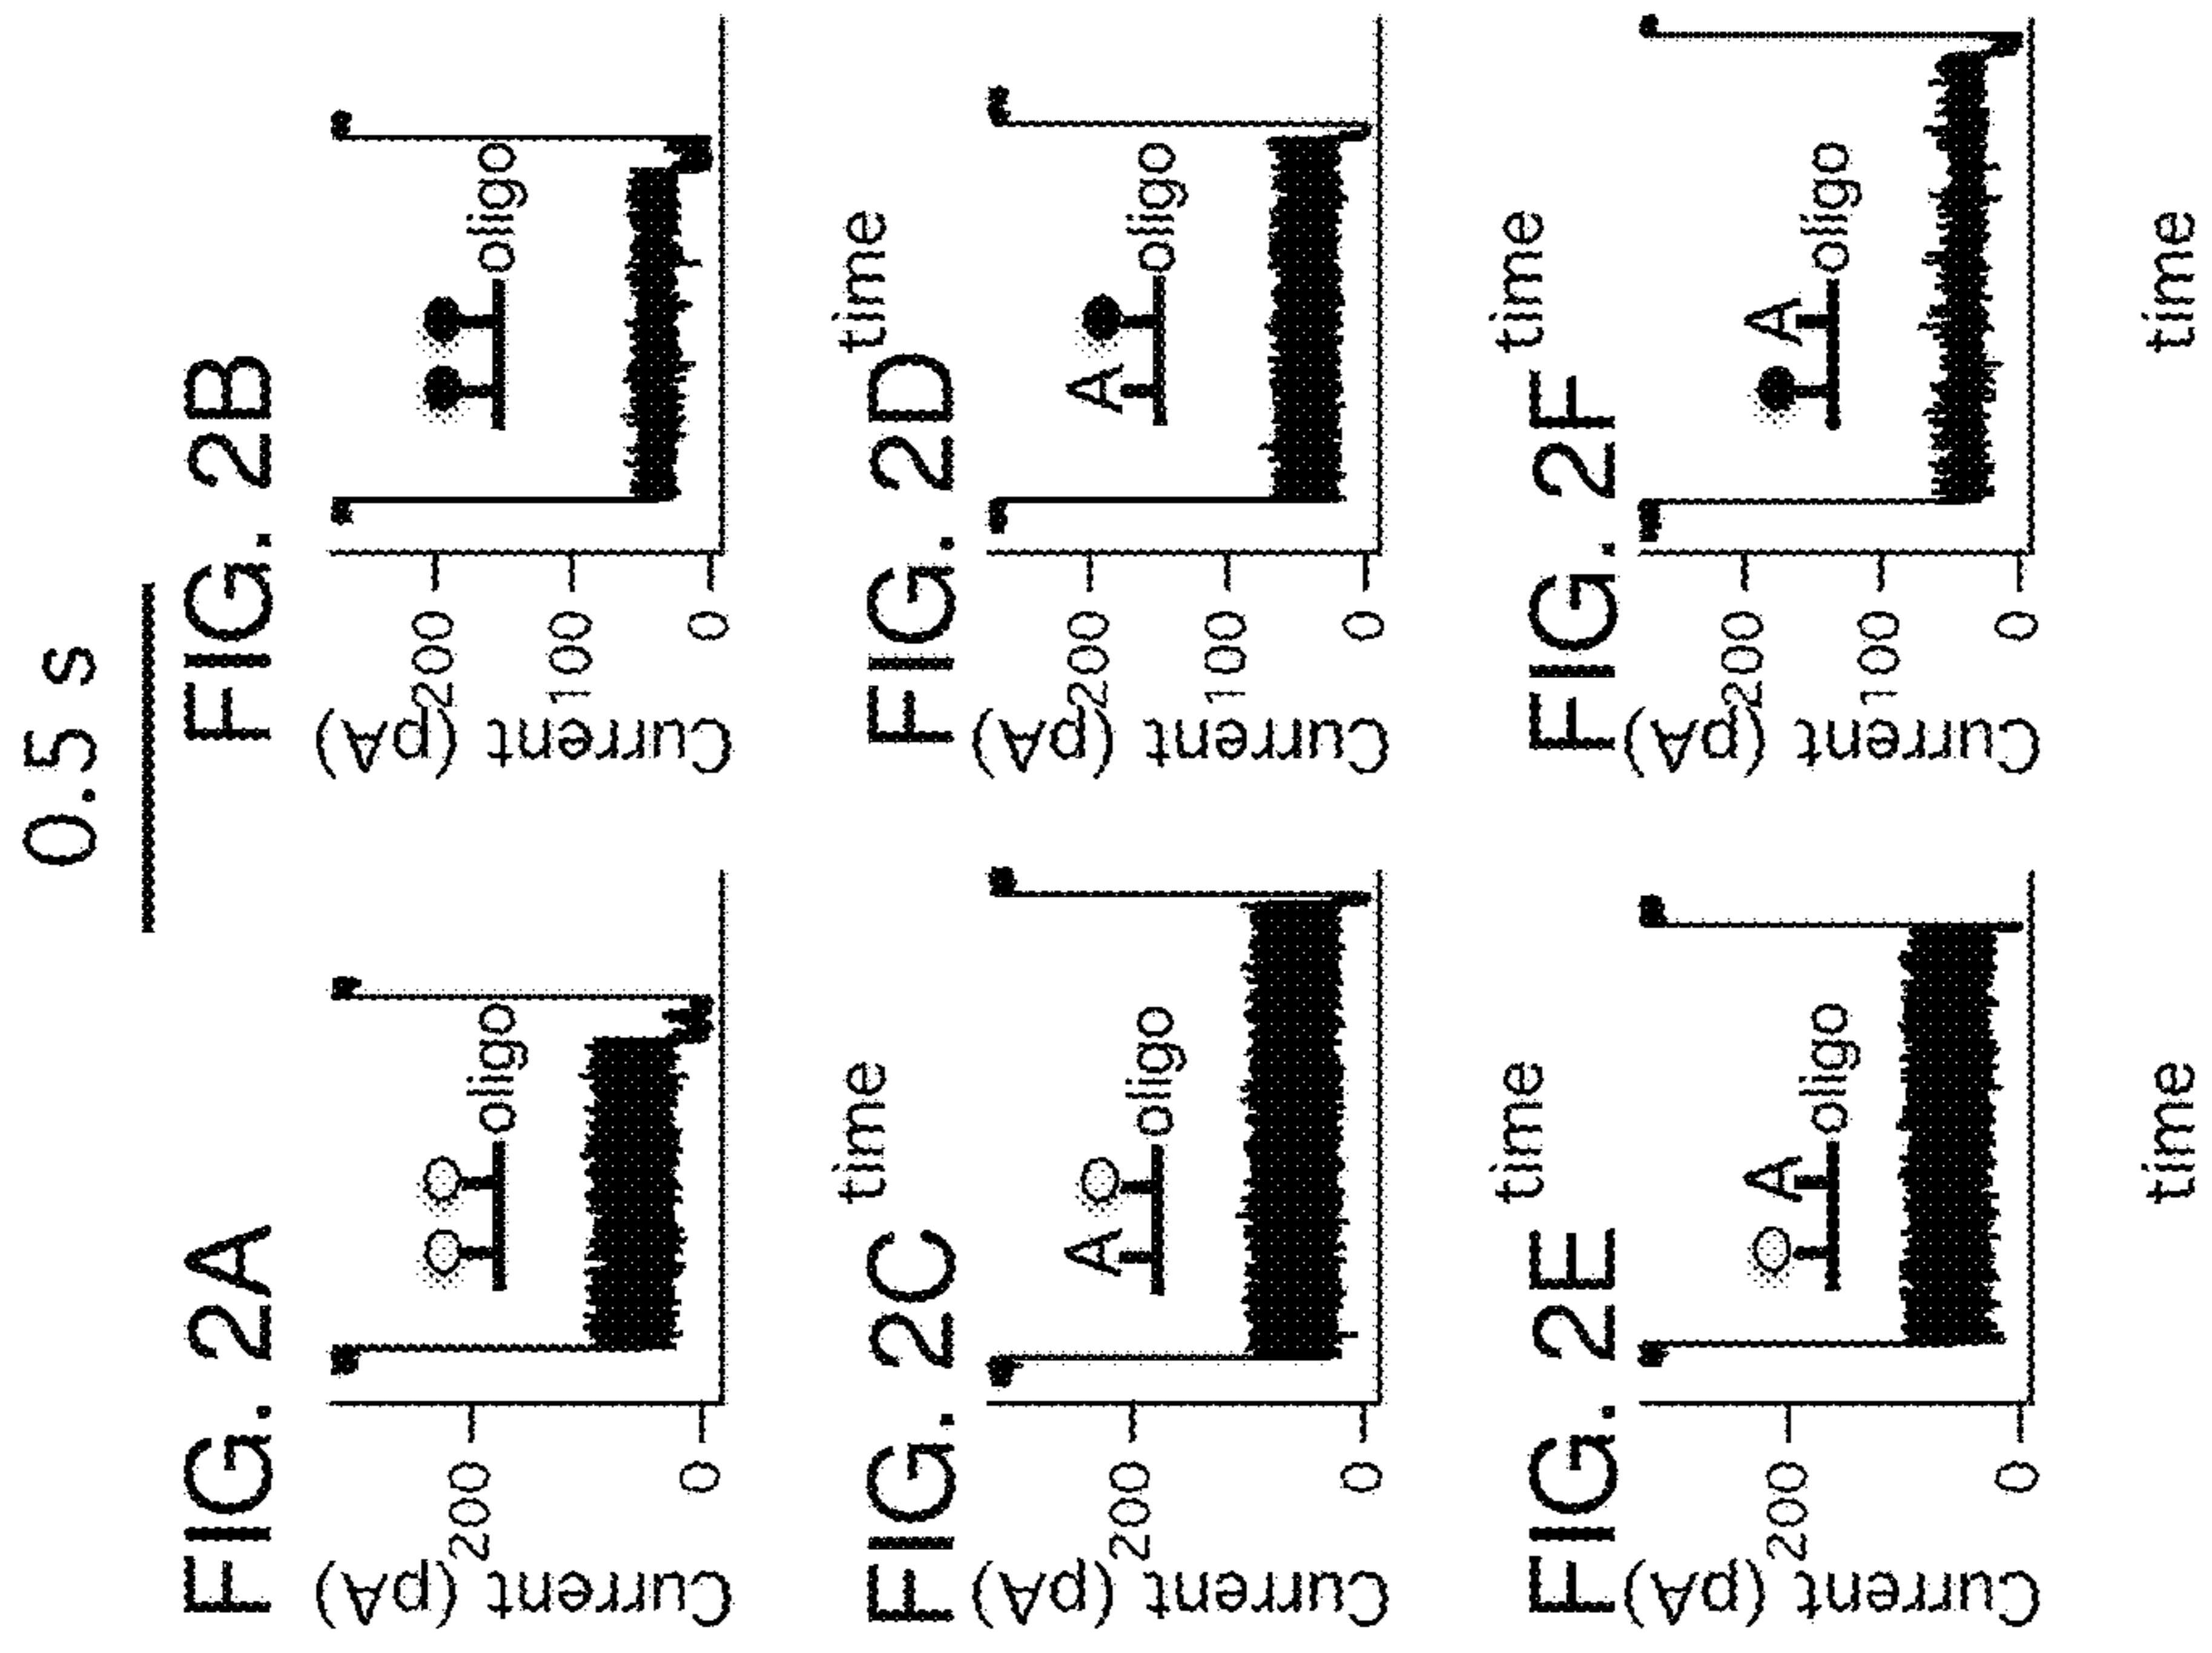 0.5 s
FIG. 2A
Current (pA)
200
0
oligo
time
FIG. 2B
Current (pA)
200
100
0
oligo
time
FIG. 2C
Current (pA)
200
0
A
oligo
time
FIG. 2D
Current (pA)
200
100
0
A
oligo
time
FIG. 2E
Current (pA)
200
0
A
oligo
time
FIG. 2F
Current (pA)
200
100
0
A
oligo
time